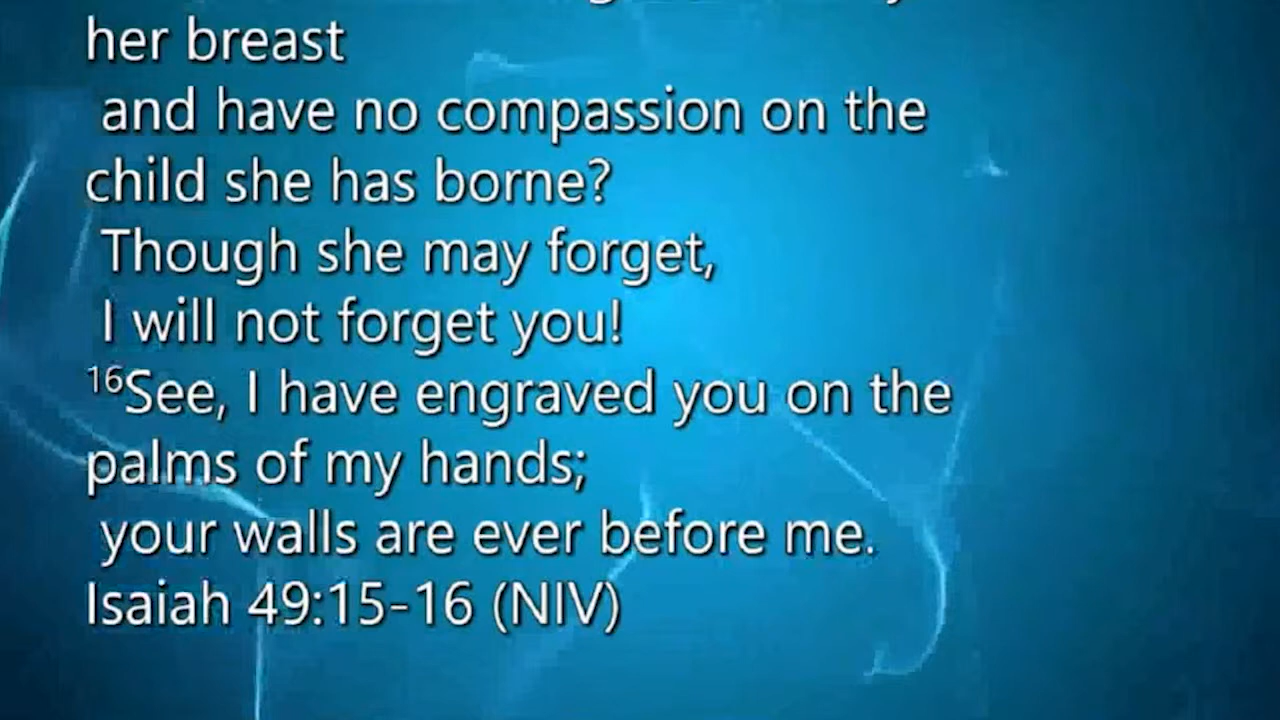 her breast
and have no compassion on the
child she has borne?
Though she may forget,
I will not forget you!
16See, I have engraved you on the
palms of my hands;
your walls are ever before me.
Isaiah 49:15-16 (NIV)